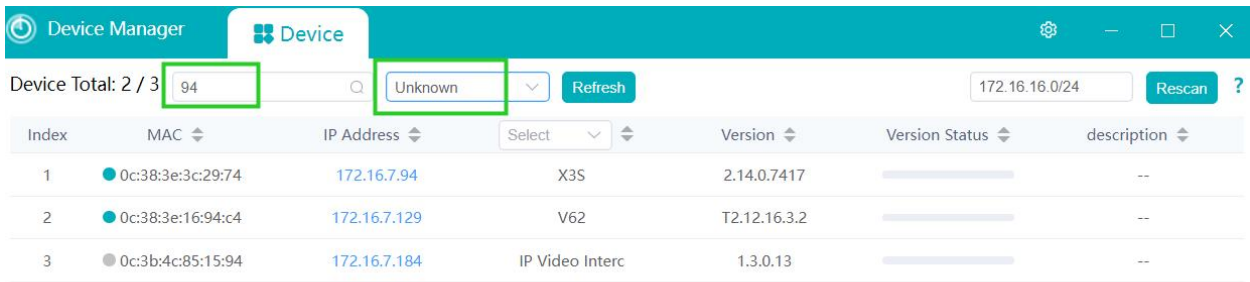 Device Manager Device
Device Total: 2 / 3 94 Unknown Refresh 172.16.16.0/24 Rescan ?
Index MAC IP Address Select Version Version Status description
1 0c:38:3e:3c:29:74 172.16.7.94 X3S 2.14.0.7417 --
2 0c:38:3e:16:94:c4 172.16.7.129 V62 T2.12.16.3.2 --
3 0c:3b:4c:85:15:94 172.16.7.184 IP Video Interc 1.3.0.13 --